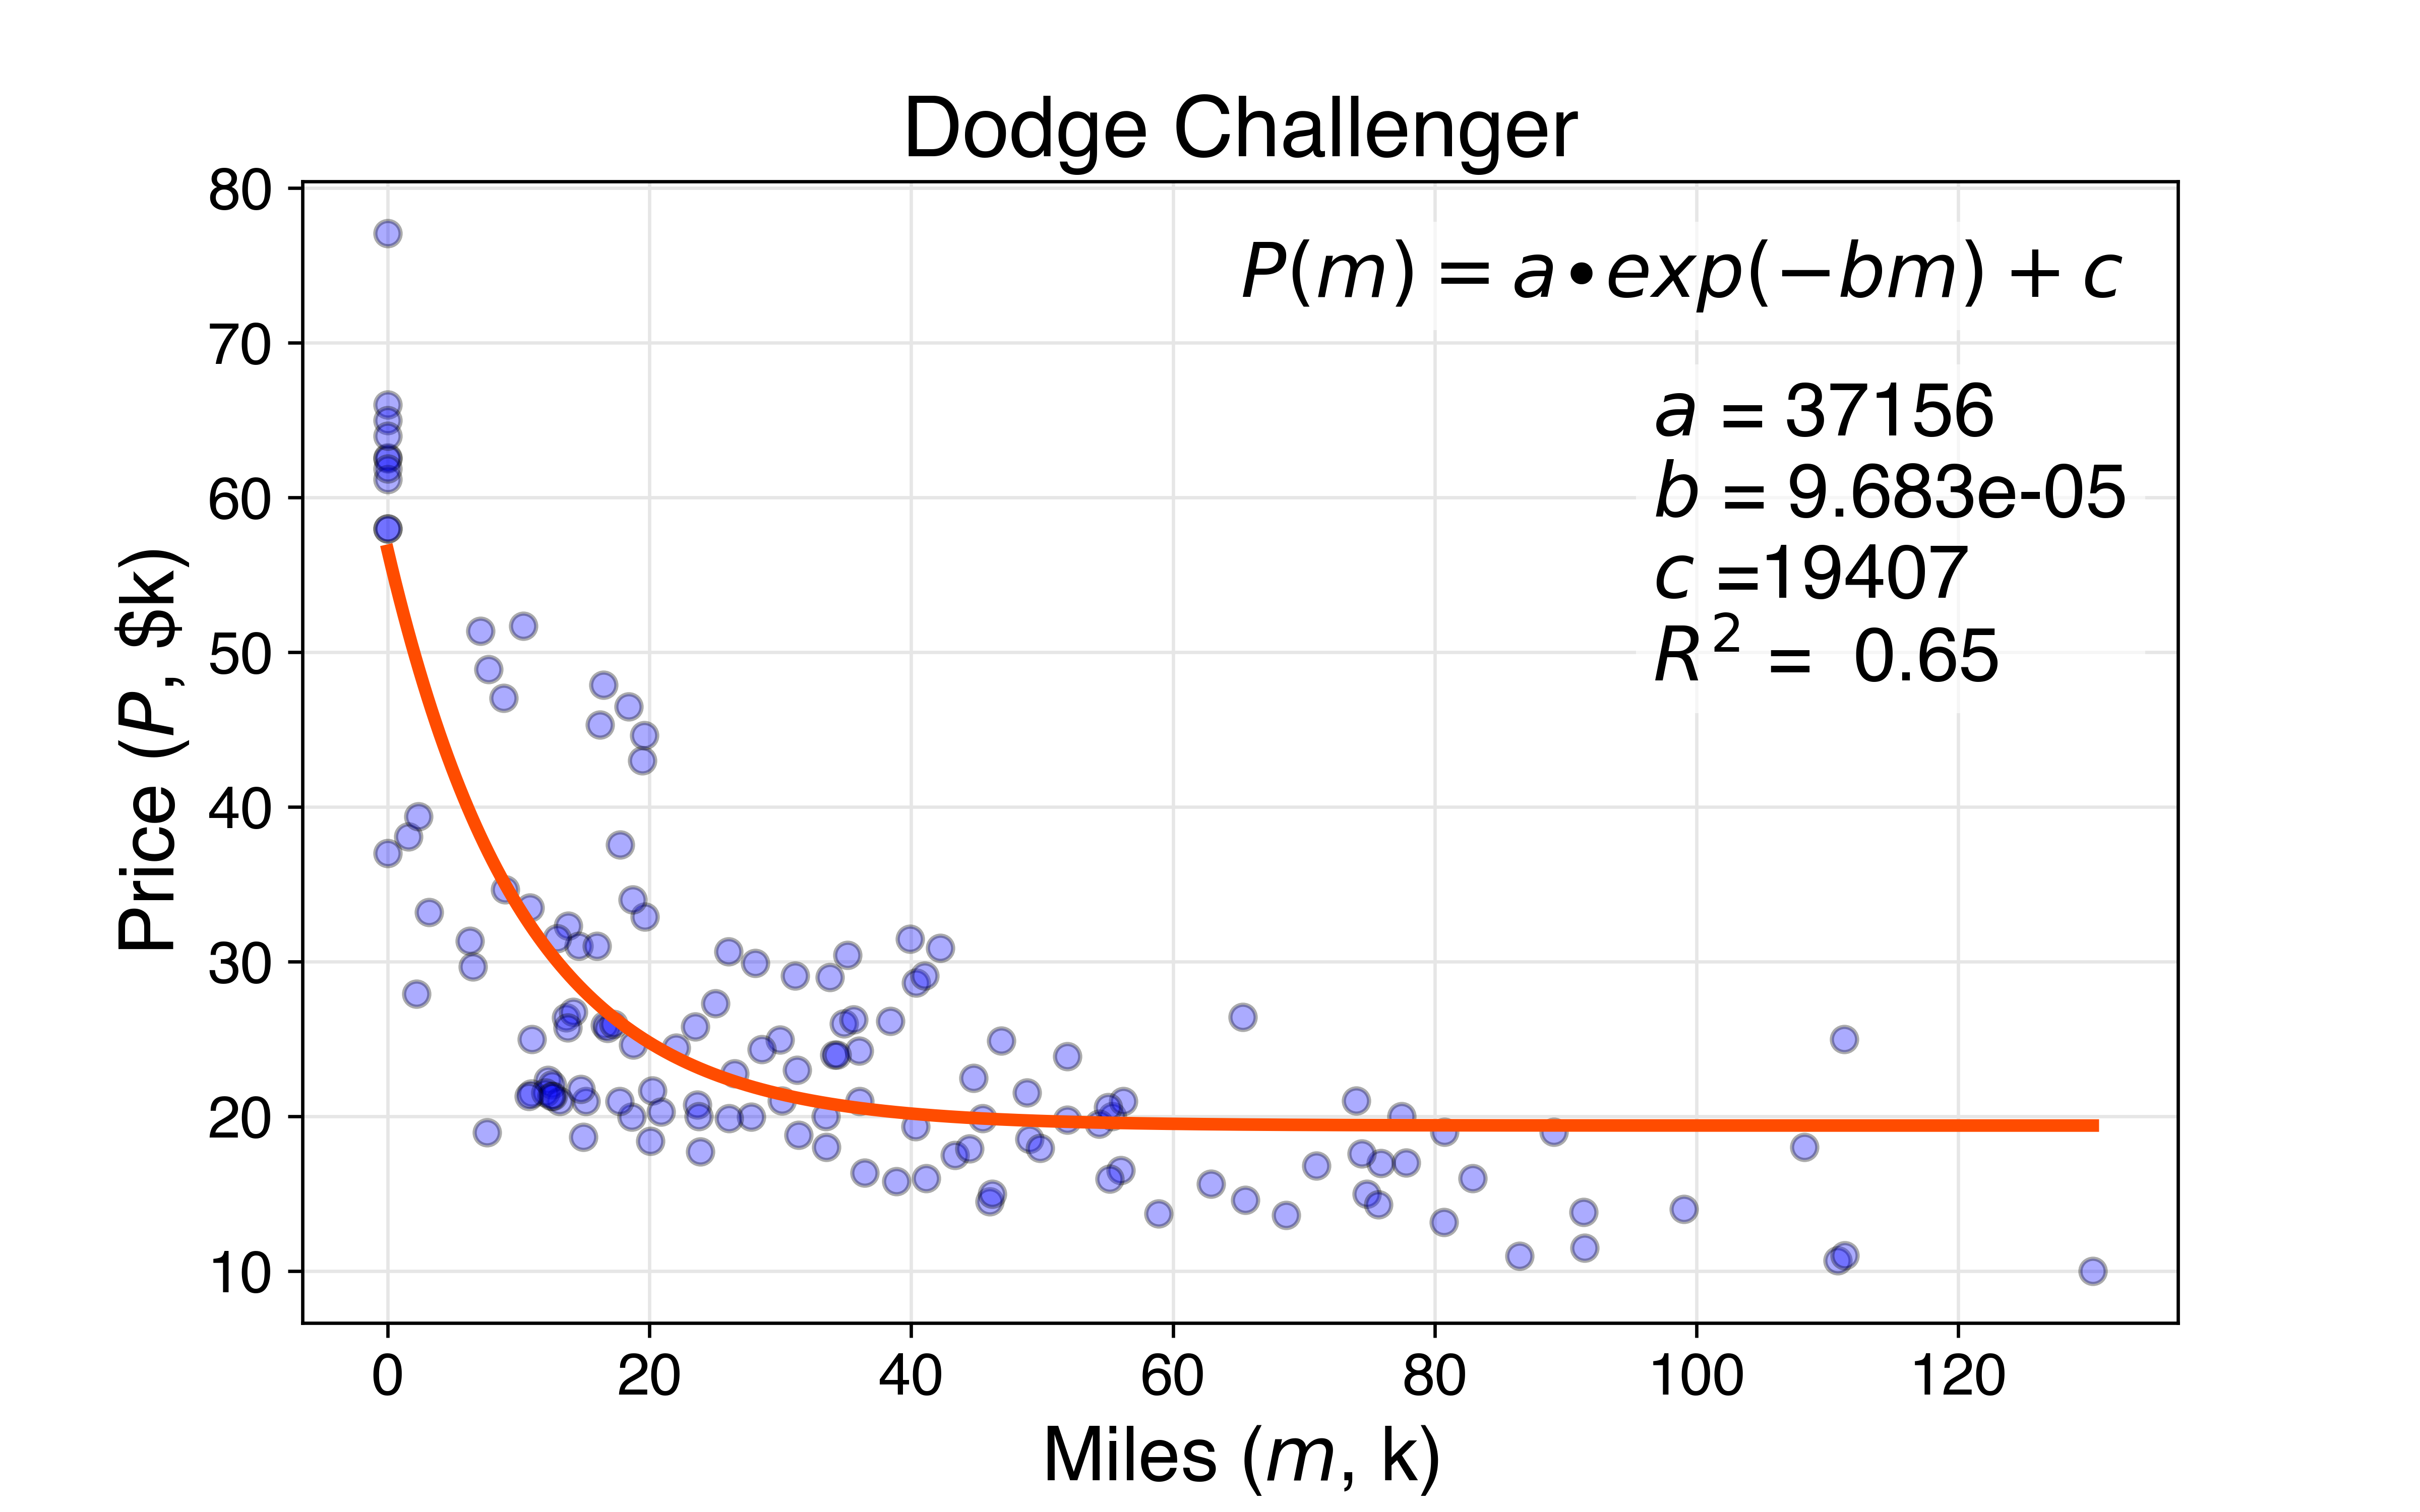 Dodge Challenger
P(m) = a•exp(−bm) + c
a = 37156
b = 9.683e-05
c =19407
R² = 0.65
Price (P, $k)
80
70
60
50
40
30
20
10
0 20 40 60 80 100 120
Miles (m, k)